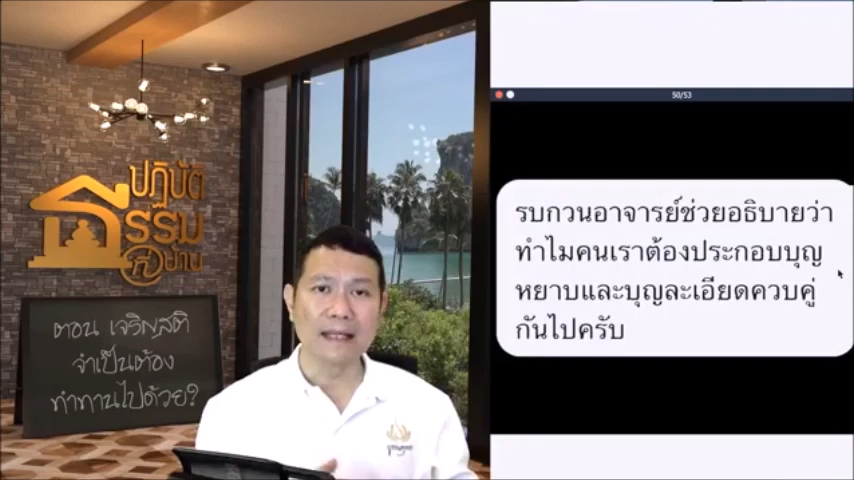 ปฏิบัติ
ธรรม
ที่บ้าน
ตอน เจริญสติ
จำเป็นต้อง
ทำทานไปด้วย?
50/53
รบกวนอาจารย์ช่วยอธิบายว่า
ทำไมคนเราต้องประกอบบุญ
หยาบและบุญละเอียดควบคู่
กันไปครับ